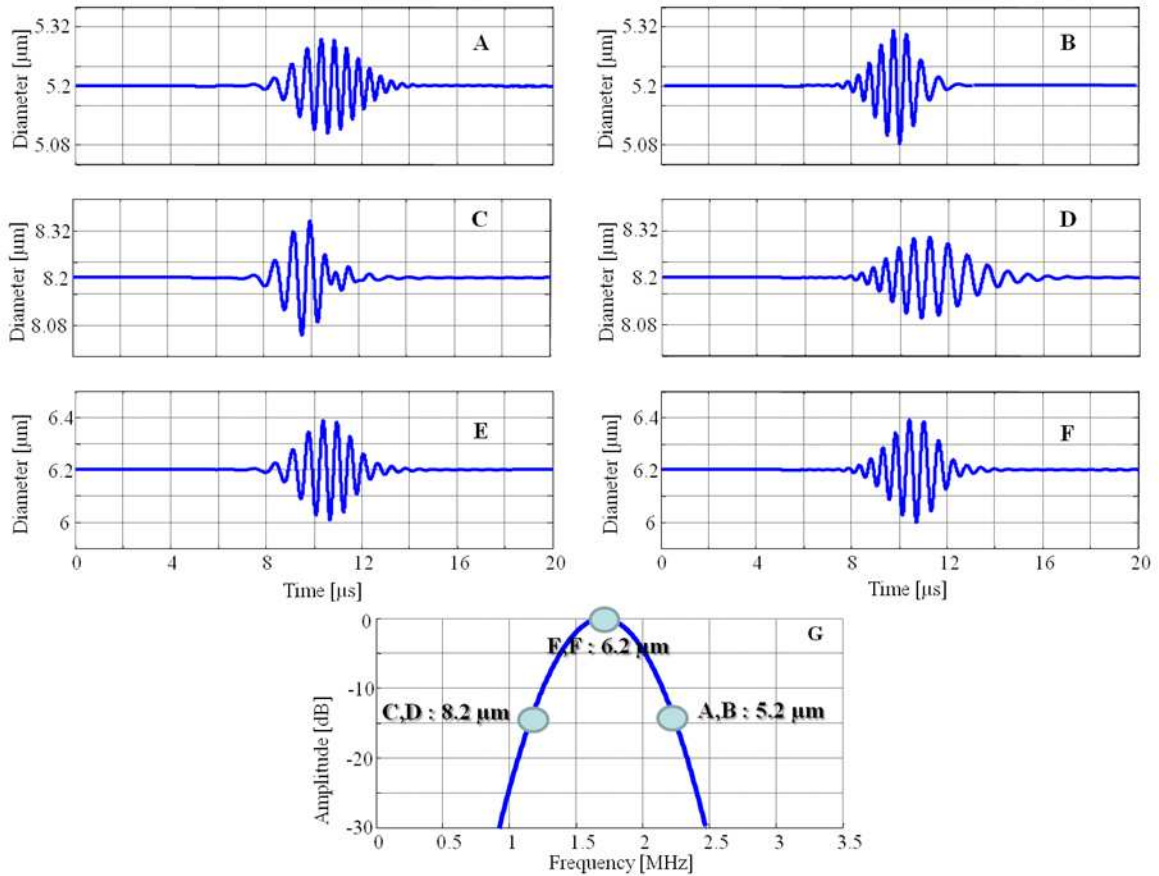 A
Diameter [µm]
5.32
5.2
5.08
B
Diameter [µm]
5.32
5.2
5.08
C
Diameter [µm]
8.32
8.2
8.08
D
Diameter [µm]
8.32
8.2
8.08
E
Diameter [µm]
6.4
6.2
6
0 4 8 12 16 20
Time [µs]
F
Diameter [µm]
6.4
6.2
6
0 4 8 12 16 20
Time [µs]
G
Amplitude [dB]
0
-10
-20
-30
E,F : 6.2 µm
C,D : 8.2 µm
A,B : 5.2 µm
0 0.5 1 1.5 2 2.5 3 3.5
Frequency [MHz]